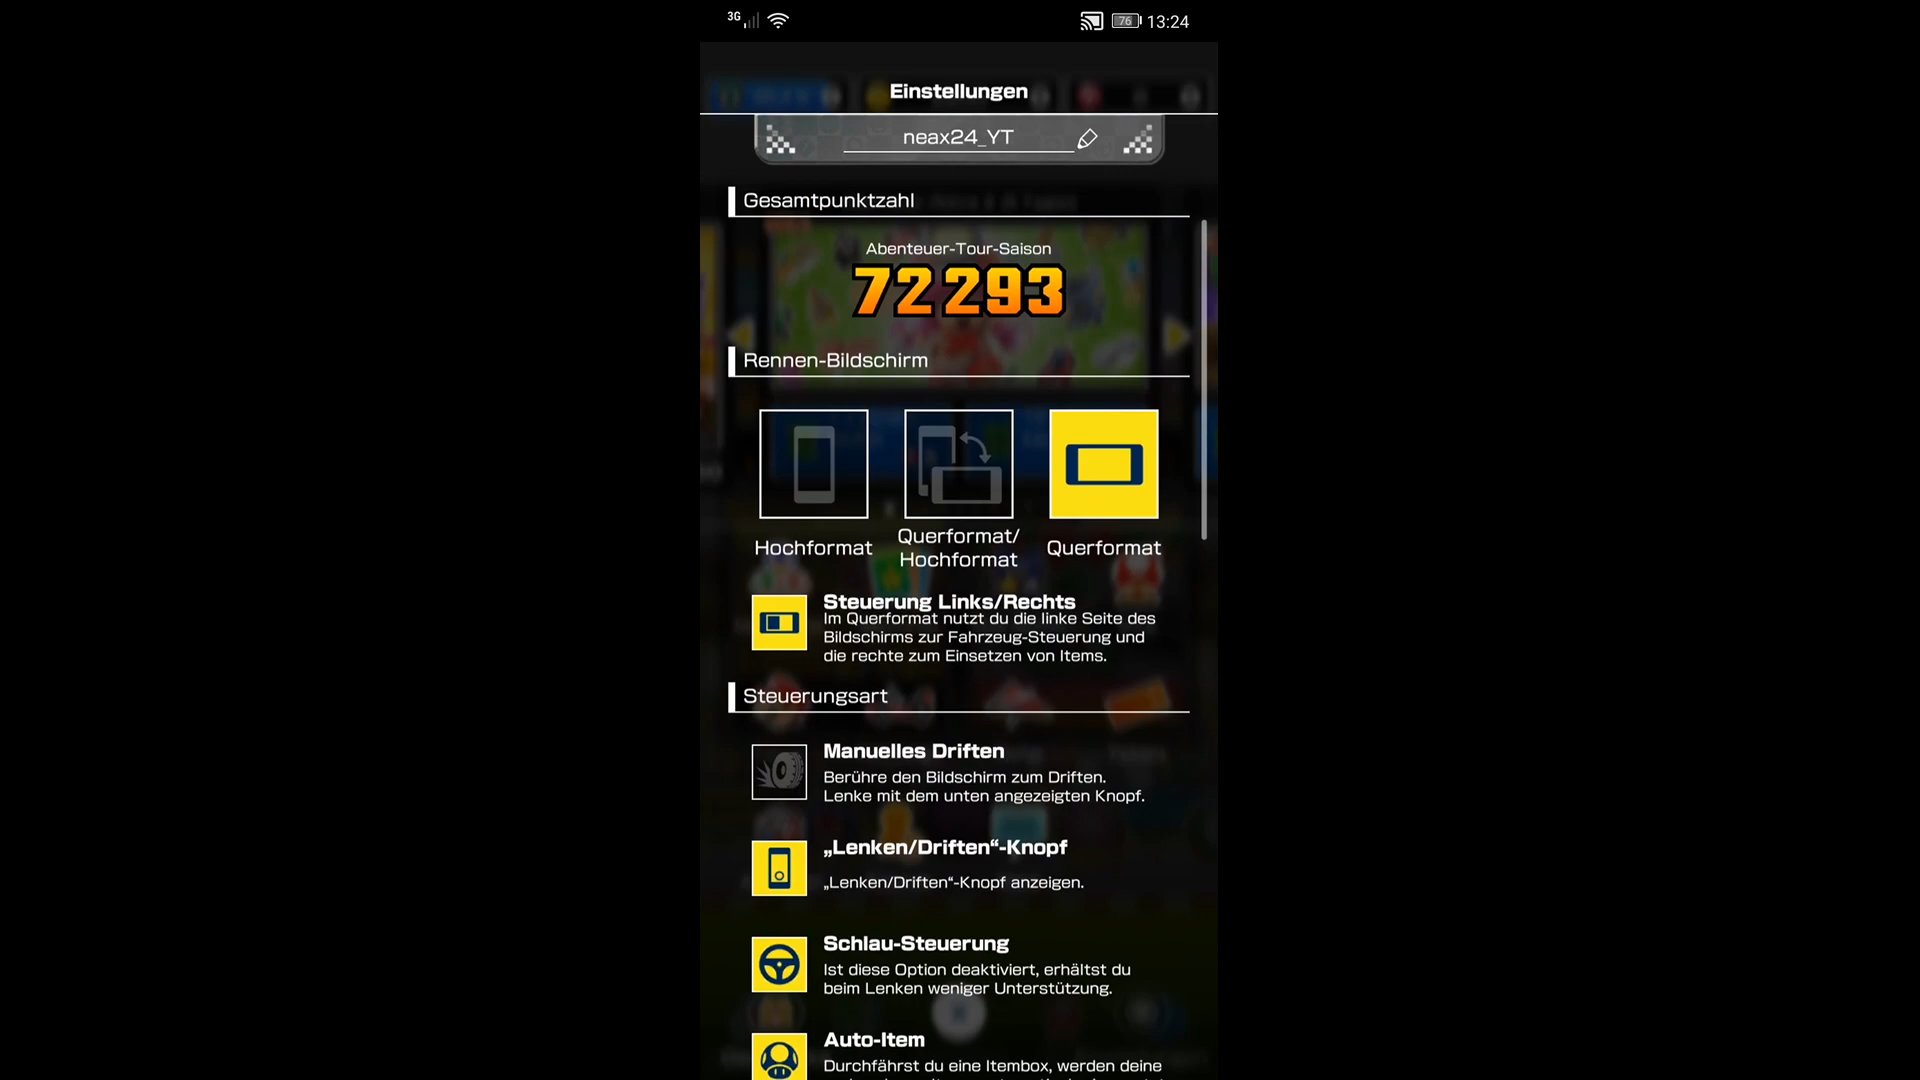 3G 76 13:24
Einstellungen
neax24_YT
Gesamtpunktzahl
Abenteuer-Tour-Saison
72 293
Rennen-Bildschirm
Hochformat
Querformat/
Hochformat
Querformat
Steuerung Links/Rechts
Im Querformat nutzt du die linke Seite des
Bildschirms zur Fahrzeug-Steuerung und
die rechte zum Einsetzen von Items.
Steuerungsart
Manuelles Driften
Berühre den Bildschirm zum Driften.
Lenke mit dem unten angezeigten Knopf.
„Lenken/Driften“-Knopf
„Lenken/Driften“-Knopf anzeigen.
Schlau-Steuerung
Ist diese Option deaktiviert, erhältst du
beim Lenken weniger Unterstützung.
Auto-Item
Durchfährst du eine Itembox, werden deine